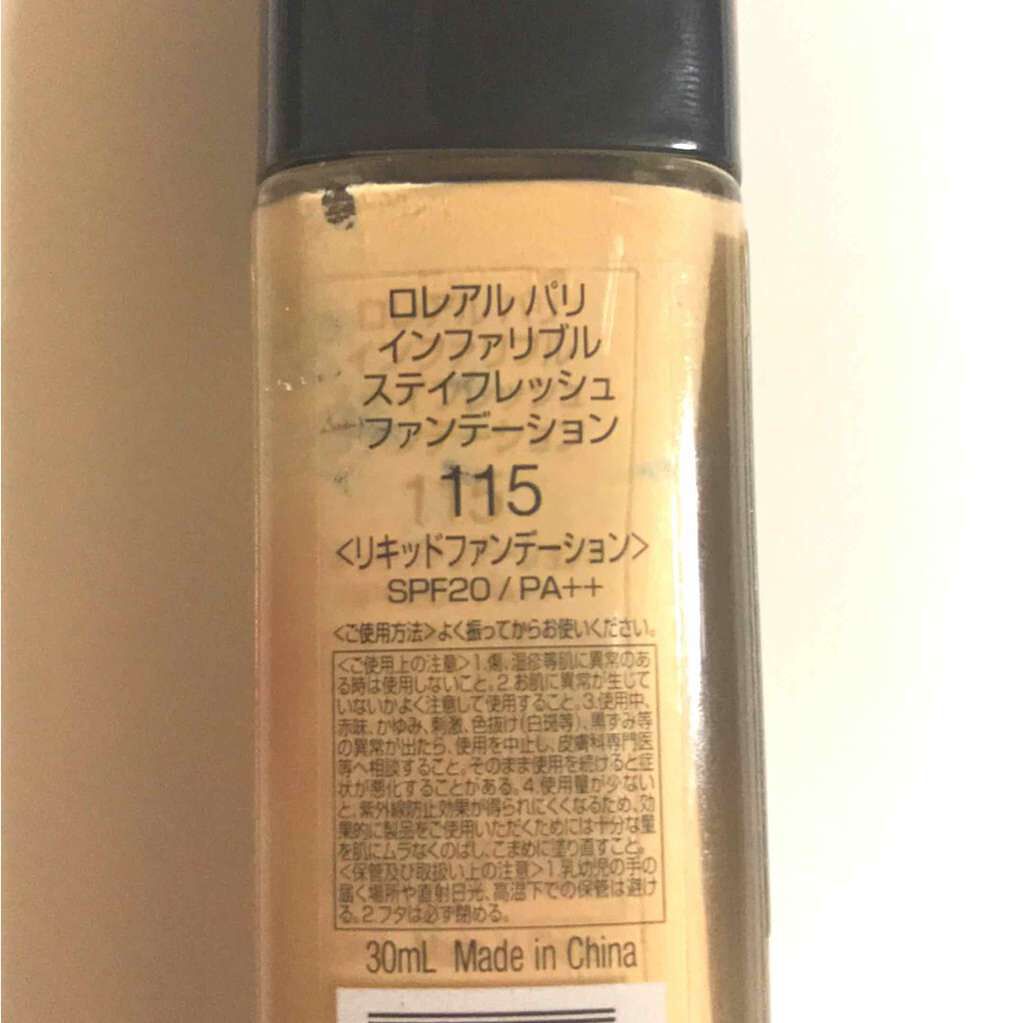 ロレアル パリ
インファリブル
ステイフレッシュ
ファンデーション
115
<リキッドファンデーション>
SPF20 / PA++
<ご使用方法>よく振ってからお使いください。
<ご使用上の注意>1.傷、湿疹等肌に異常のあ
る時は使用しないこと。2.お肌に異常が生じて
いないかよく注意して使用すること。3.使用中、
赤味、かゆみ、刺激、色抜け(白斑等)、黒ずみ等
の異常が出たら、使用を中止し、皮膚科専門医
等へ相談すること。そのまま使用を続けると症
状が悪化することがある。4.使用量が少ない
と、紫外線防止効果が得られにくくなるため、効
果的に製品をご使用いただくためには十分な量
を肌にムラなくのばし、こまめに塗り直すこと。
<保管及び取扱い上の注意>1.乳幼児の手の
届く場所や直射日光、高温下での保管は避け
る。2.フタは必ず閉める。
30mL Made in China